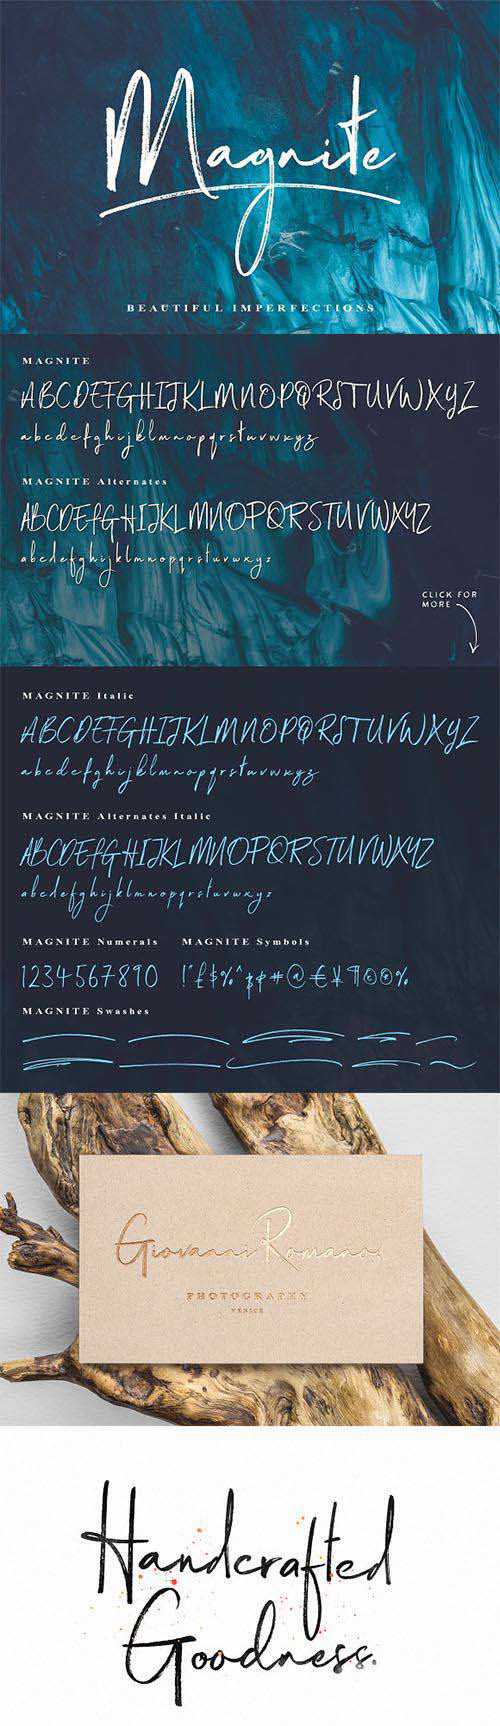 Magnite
BEAUTIFUL IMPERFECTIONS
MAGNITE
ABCDEFGHIJKLMNOPQRSTUVWXYZ
abcdefghijklmnopqrstuvwxyz
MAGNITE Alternates
ABCDEFGHIJKLMNOPQRSTUVWXYZ
abcdefghijklmnopqrstuvwxyz
CLICK FOR
MORE
MAGNITE Italic
ABCDEFGHIJKLMNOPQRSTUVWXYZ
abcdefghijklmnopqrstuvwxyz
MAGNITE Alternates Italic
ABCDEFGHIJKLMNOPQRSTUVWXYZ
abcdefghijklmnopqrstuvwxyz
MAGNITE Numerals MAGNITE Symbols
1234567890
MAGNITE Swashes
Giovanni Romano.
PHOTOGRAPHY
VENICE
Handcrafted
Goodness.